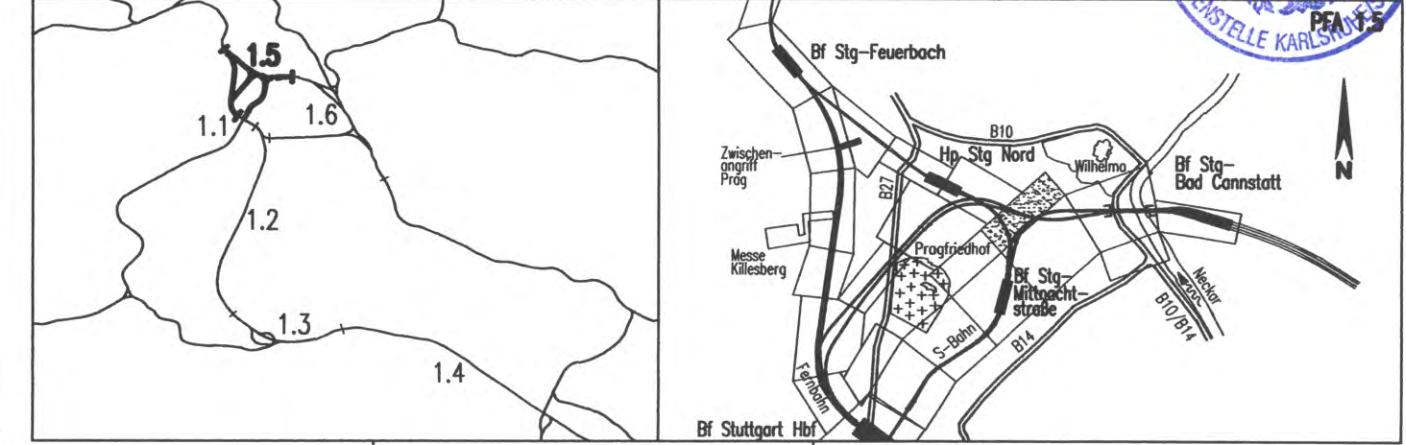 1.5
1.1
1.6
1.2
1.3
1.4
ENSTELLE KARLSRUHE
PFA 1.5
Bf Stg-Feuerbach
B10
Zwischen-
angriff
Prag
Hp Stg Nord
Wilhelma
Bf Stg-
Bad Cannstatt
N
B27
Messe
Killesberg
Pragfriedhof
Bf Stg-
Mittnacht-
straße
Neckar
B10/B14
S-Bahn
B14
Fernbahn
Bf Stuttgart Hbf